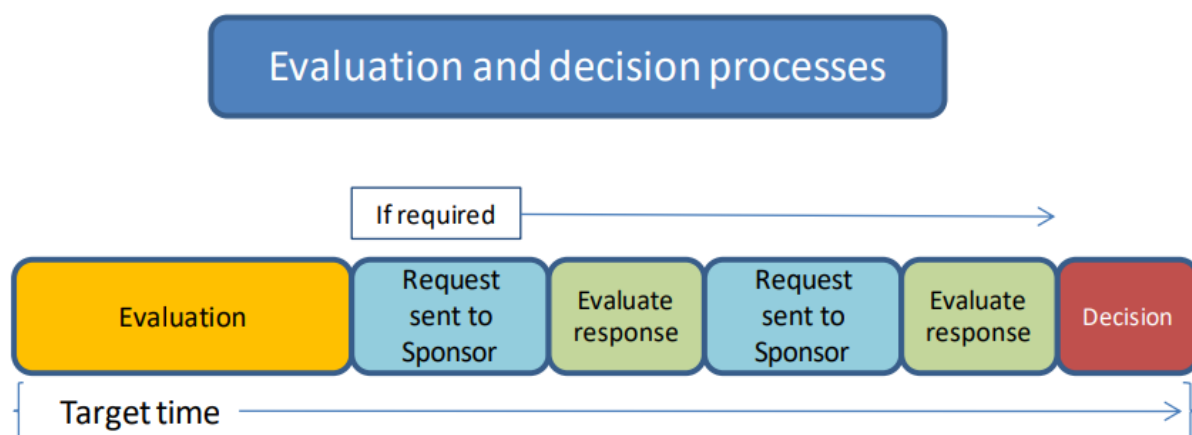 Evaluation and decision processes
If required
Evaluation
Request
sent to
Sponsor
Evaluate
response
Request
sent to
Sponsor
Evaluate
response
Decision
Target time